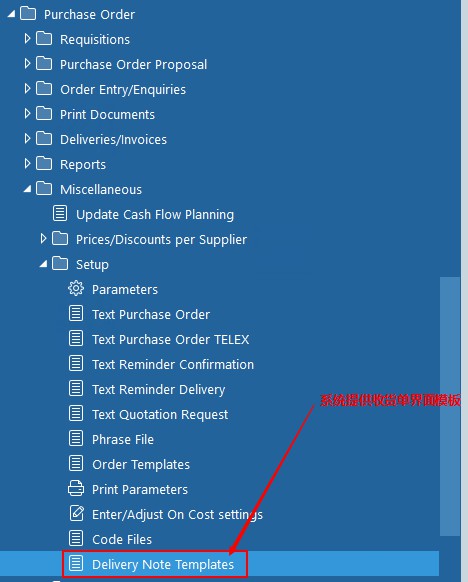 Purchase Order
Requisitions
Purchase Order Proposal
Order Entry/Enquiries
Print Documents
Deliveries/Invoices
Reports
Miscellaneous
Update Cash Flow Planning
Prices/Discounts per Supplier
Setup
Parameters
Text Purchase Order
Text Purchase Order TELEX
Text Reminder Confirmation
Text Reminder Delivery
系统提供收货单界面模板
Text Quotation Request
Phrase File
Order Templates
Print Parameters
Enter/Adjust On Cost settings
Code Files
Delivery Note Templates